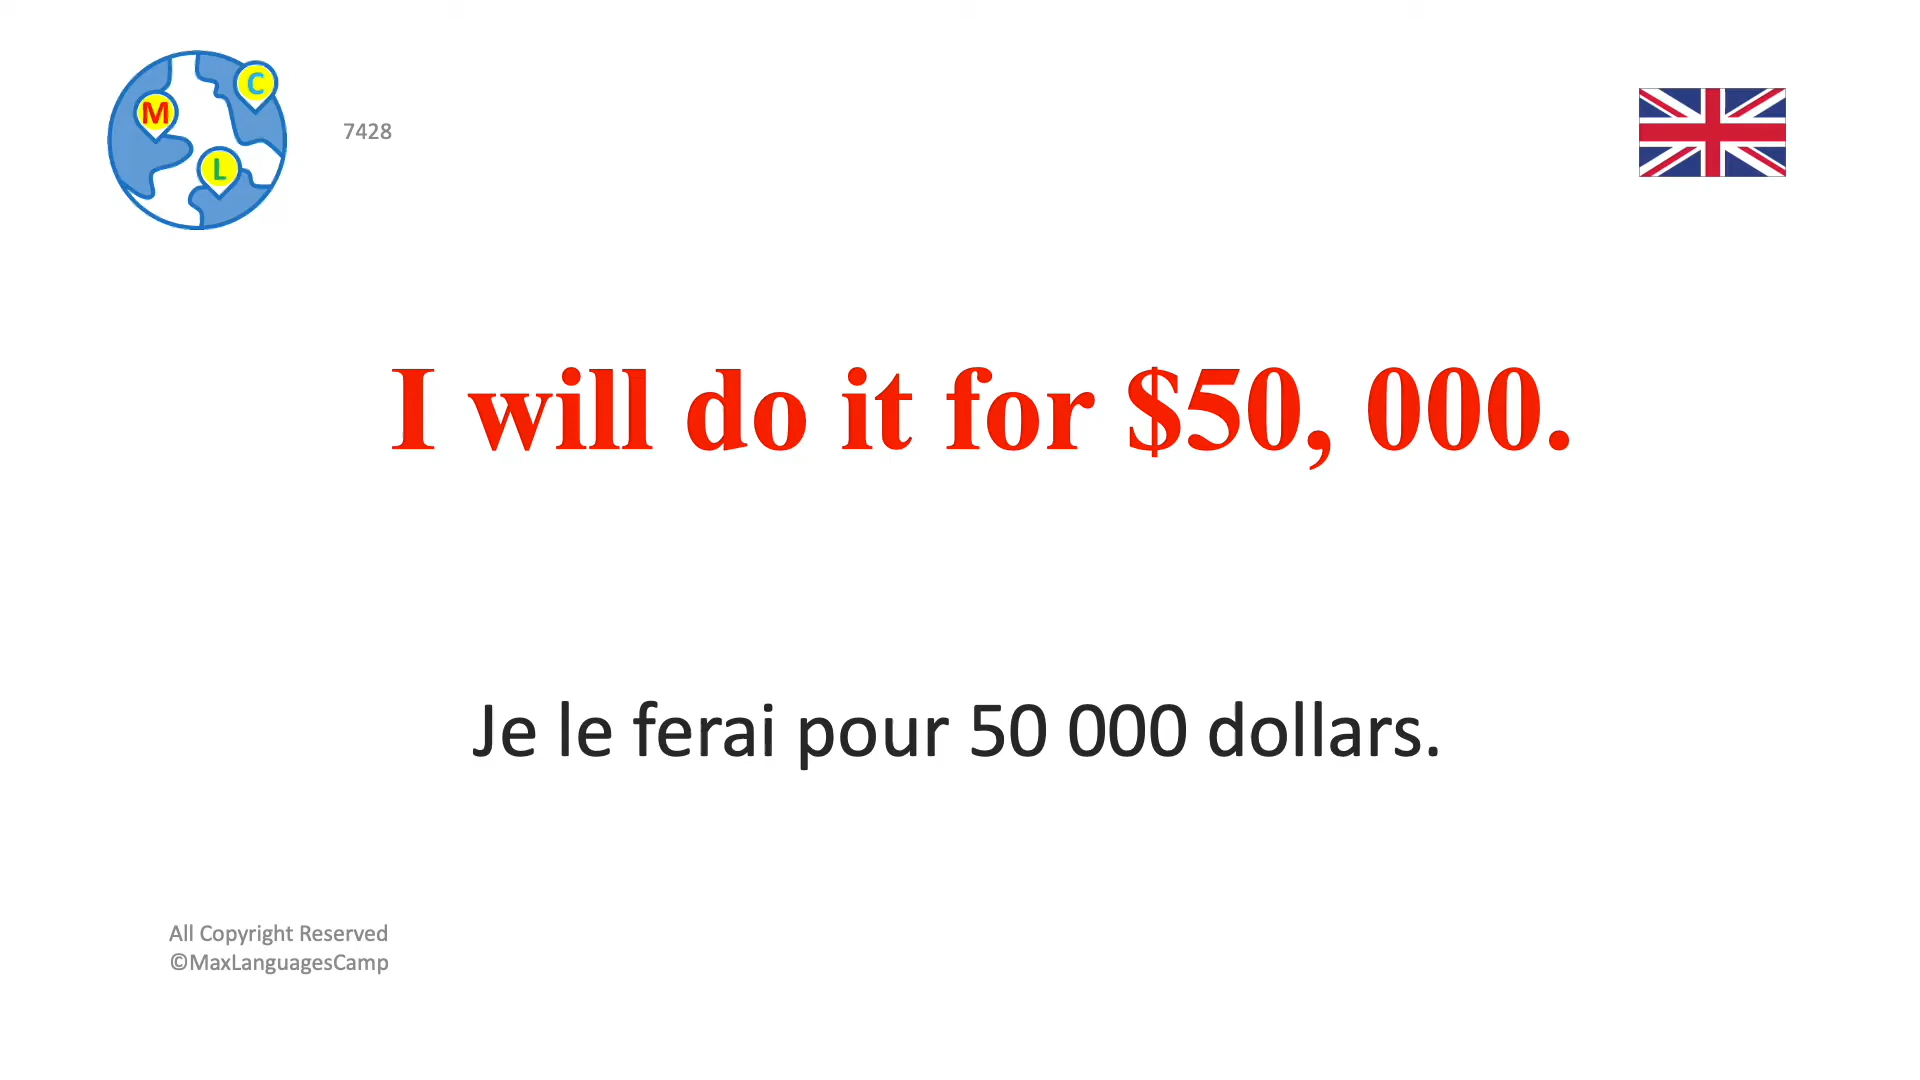 M
C
L
7428
I will do it for $50, 000.
Je le ferai pour 50 000 dollars.
All Copyright Reserved
©MaxLanguagesCamp